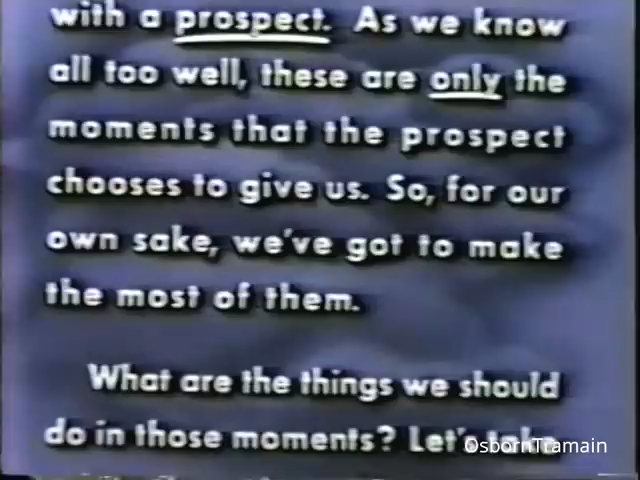 with a prospect. As we know
all too well, these are only the
moments that the prospect
chooses to give us. So, for our
own sake, we've got to make
the most of them.
What are the things we should
do in those moments? Let's take
OsbornTramain